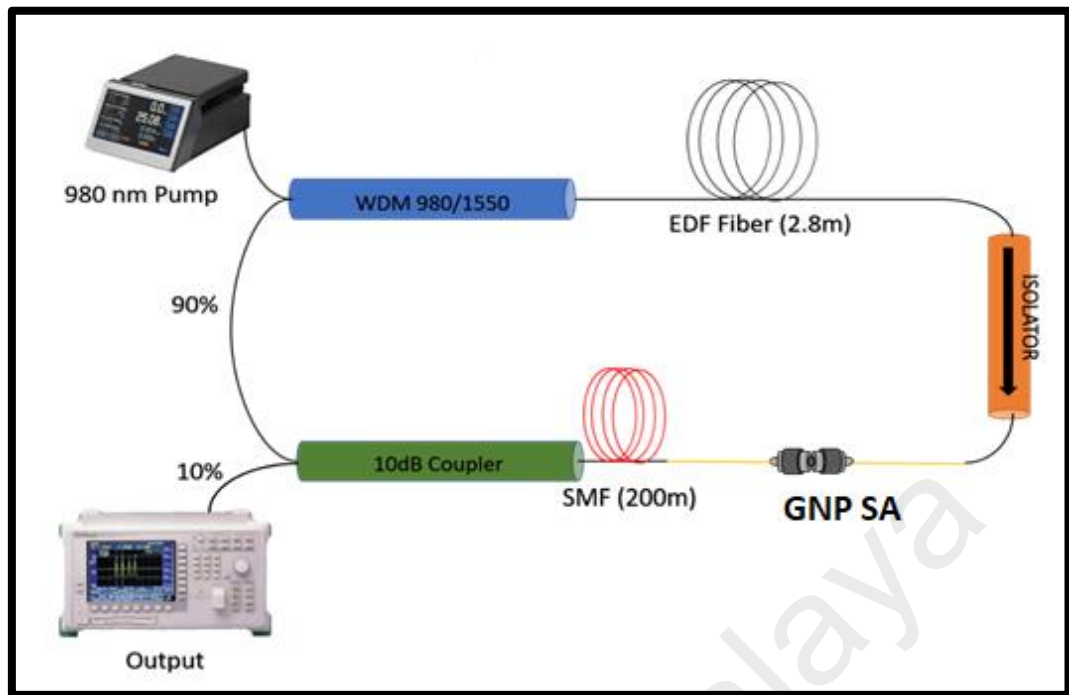 980 nm Pump
WDM 980/1550
EDF Fiber (2.8m)
ISOLATOR
90%
10%
10dB Coupler
SMF (200m)
GNP SA
Output
laya